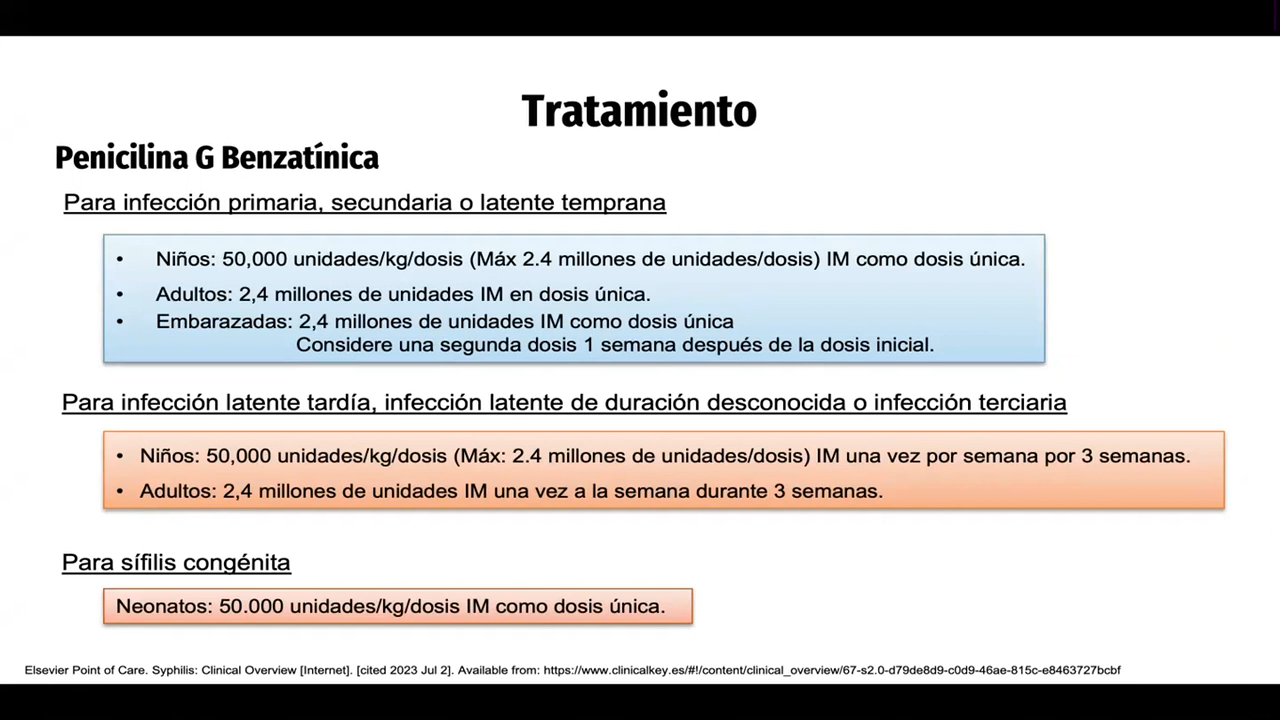 Tratamiento
Penicilina G Benzatínica
Para infección primaria, secundaria o latente temprana
• Niños: 50,000 unidades/kg/dosis (Máx 2.4 millones de unidades/dosis) IM como dosis única.
• Adultos: 2,4 millones de unidades IM en dosis única.
• Embarazadas: 2,4 millones de unidades IM como dosis única
Considere una segunda dosis 1 semana después de la dosis inicial.
Para infección latente tardía, infección latente de duración desconocida o infección terciaria
• Niños: 50,000 unidades/kg/dosis (Máx: 2.4 millones de unidades/dosis) IM una vez por semana por 3 semanas.
• Adultos: 2,4 millones de unidades IM una vez a la semana durante 3 semanas.
Para sífilis congénita
Neonatos: 50.000 unidades/kg/dosis IM como dosis única.
Elsevier Point of Care. Syphilis: Clinical Overview [Internet]. [cited 2023 Jul 2]. Available from: https://www.clinicalkey.es/#!/content/clinical_overview/67-s2.0-d79de8d9-c0d9-46ae-815c-e8463727bcbf